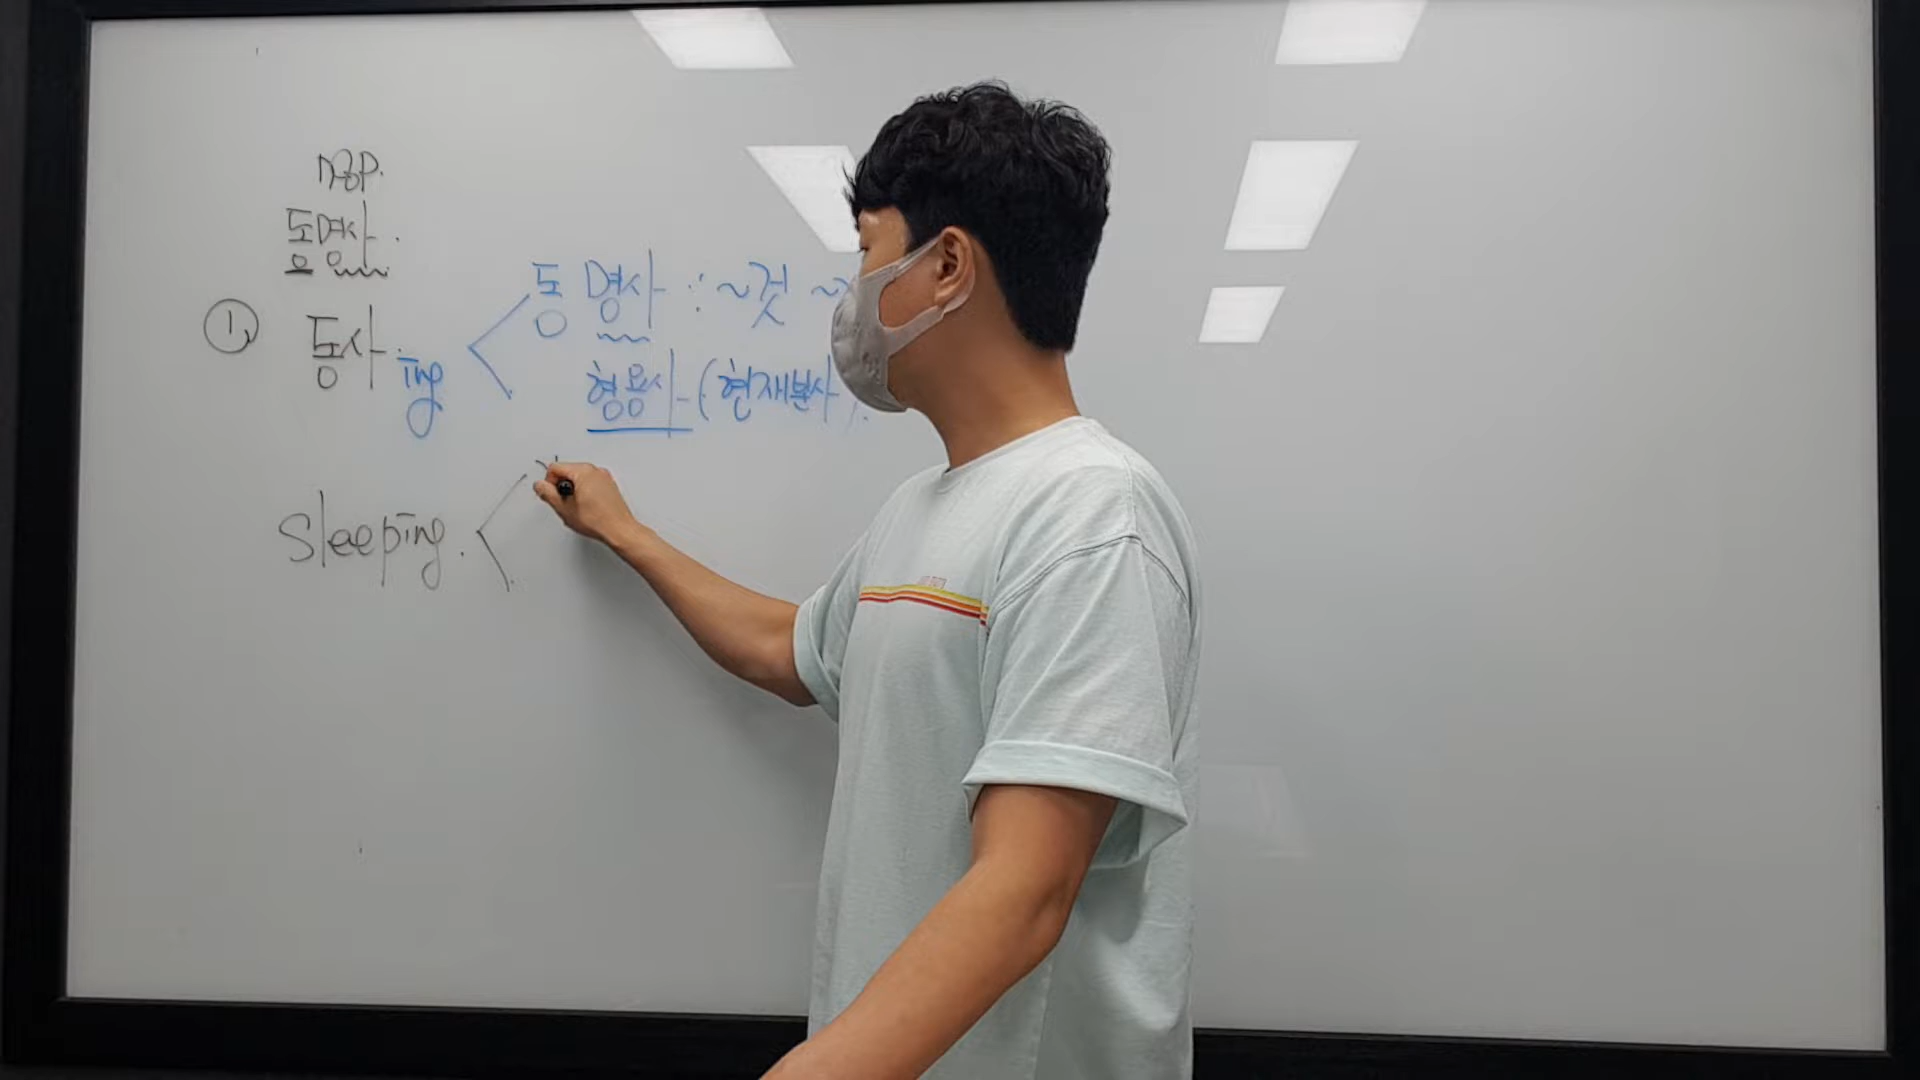 동명사.
① 동사.ing < 동명사 : ~것
형용사 (현재분사).
sleeping. <